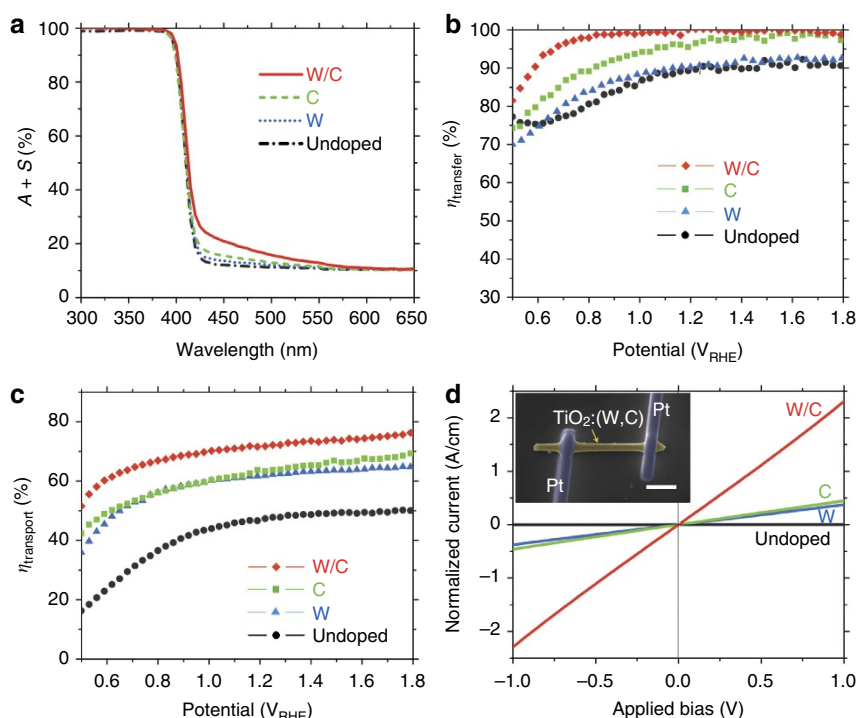 a
A + S (%)
100
80
60
40
20
0
300 350 400 450 500 550 600 650
Wavelength (nm)
W/C
C
W
Undoped
b
η_transfer (%)
100
90
80
70
60
50
40
30
0.6 0.8 1.0 1.2 1.4 1.6 1.8
Potential (V_RHE)
W/C
C
W
Undoped
c
η_transport (%)
80
60
40
20
0
0.6 0.8 1.0 1.2 1.4 1.6 1.8
Potential (V_RHE)
W/C
C
W
Undoped
d
Normalized current (A/cm)
2
1
0
–1
–2
–1.0 –0.5 0.0 0.5 1.0
Applied bias (V)
TiO₂:(W,C)
Pt
Pt
W/C
C
W
Undoped